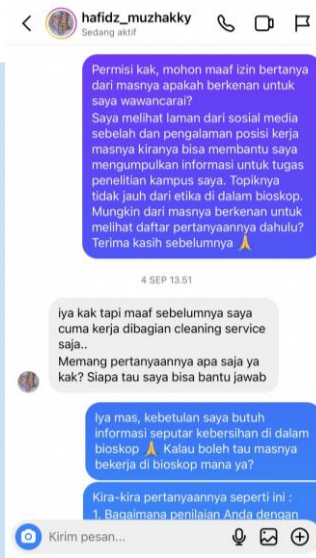 hafidz_muzhakky
Sedang aktif
Permisi kak, mohon maaf izin bertanya
dari masnya apakah berkenan untuk
saya wawancarai?
Saya melihat laman dari sosial media
sebelah dan pengalaman posisi kerja
masnya kiranya bisa membantu saya
mengumpulkan informasi untuk tugas
penelitian kampus saya. Topiknya
tidak jauh dari etika di dalam bioskop.
Mungkin dari masnya berkenan untuk
melihat daftar pertanyaannya dahulu?
Terima kasih sebelumnya 🙏
4 SEP 13.51
iya kak tapi maaf sebelumnya saya
cuma kerja dibagian cleaning service
saja..
Memang pertanyaannya apa saja ya
kak? Siapa tau saya bisa bantu jawab
Iya mas, kebetulan saya butuh
informasi seputar kebersihan di dalam
bioskop 🙏 Kalau boleh tau masnya
bekerja di bioskop mana ya?
Kira-kira pertanyaannya seperti ini :
1. Bagaimana penilaian Anda dengan
Kirim pesan...